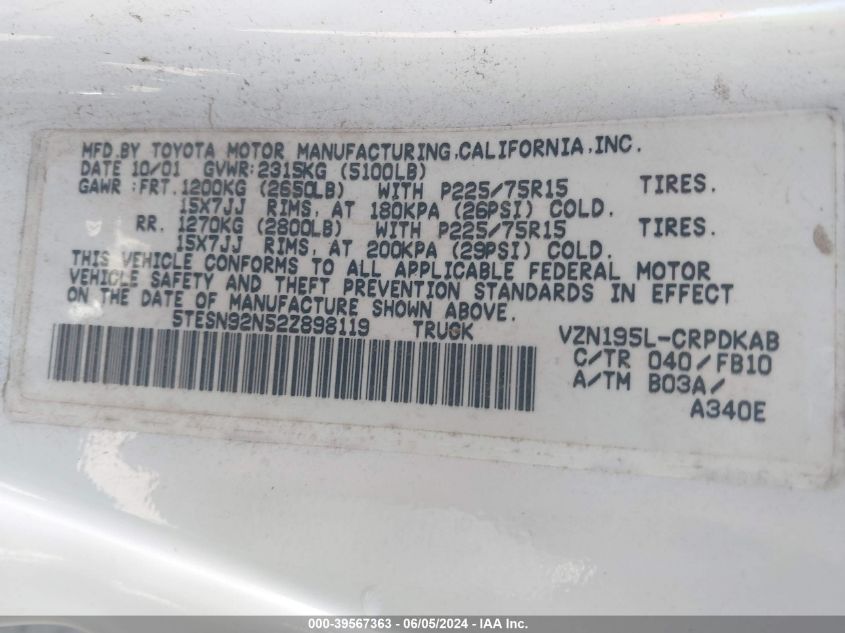 MFD.BY TOYOTA MOTOR MANUFACTURING,CALIFORNIA,INC.
DATE 10/01 GVWR:2315KG (5100LB)
GAWR :FRT.1200KG (2650LB) WITH P225/75R15 TIRES.
15X7JJ RIMS, AT 180KPA (26PSI) COLD.
RR. 1270KG (2800LB) WITH P225/75R15 TIRES.
15X7JJ RIMS, AT 200KPA (29PSI) COLD.
THIS VEHICLE CONFORMS TO ALL APPLICABLE FEDERAL MOTOR
VEHICLE SAFETY AND THEFT PREVENTION STANDARDS IN EFFECT
ON THE DATE OF MANUFACTURE SHOWN ABOVE.
5TESN92N52Z898119 TRUCK VZN195L-CRPDKAB
C/TR 040/FB10
A/TM B03A/
A340E
000-39567363 - 06/05/2024 - IAA, Inc.